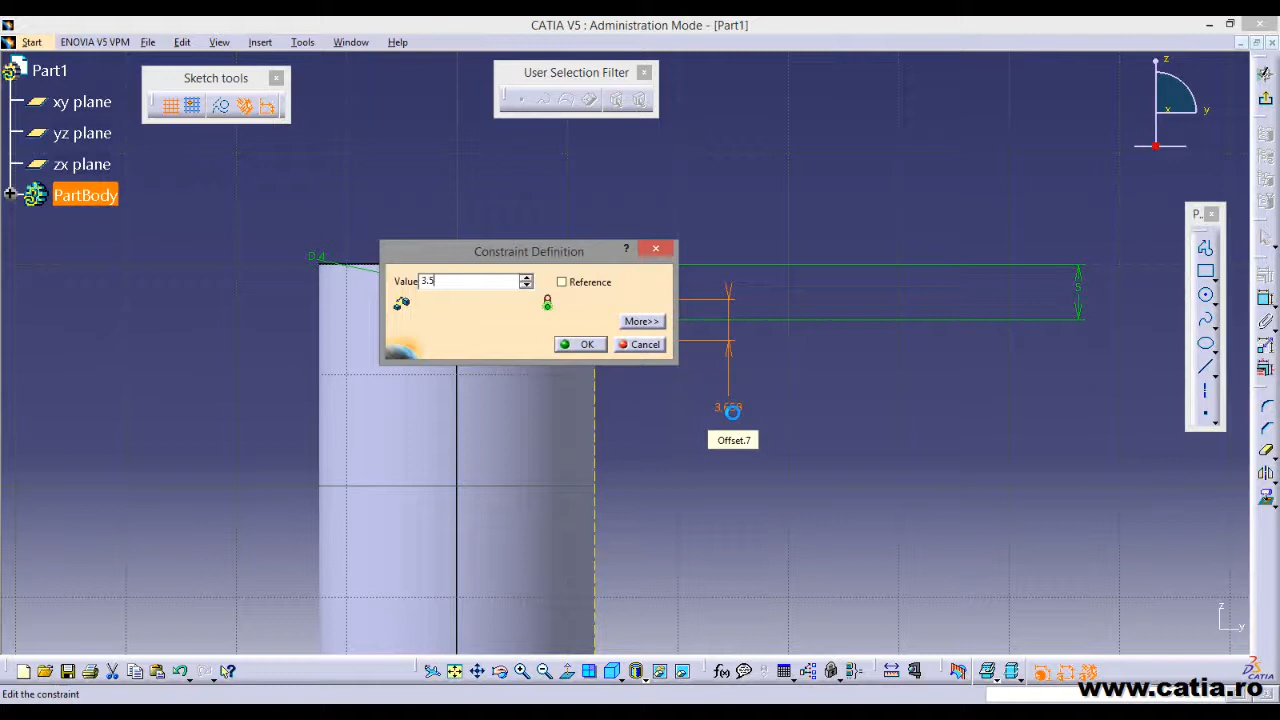 CATIA V5 : Administration Mode - [Part1]
Start ENOVIA V5 VPM File Edit View Insert Tools Window Help
Part1
xy plane
yz plane
zx plane
PartBody
Sketch tools
User Selection Filter
z
x
y
P..
D 4
5
Constraint Definition
?
Value 3.5
Reference
More>>
OK Cancel
Offset.7
z
y
f(x)
Edit the constraint
www.catia.ro